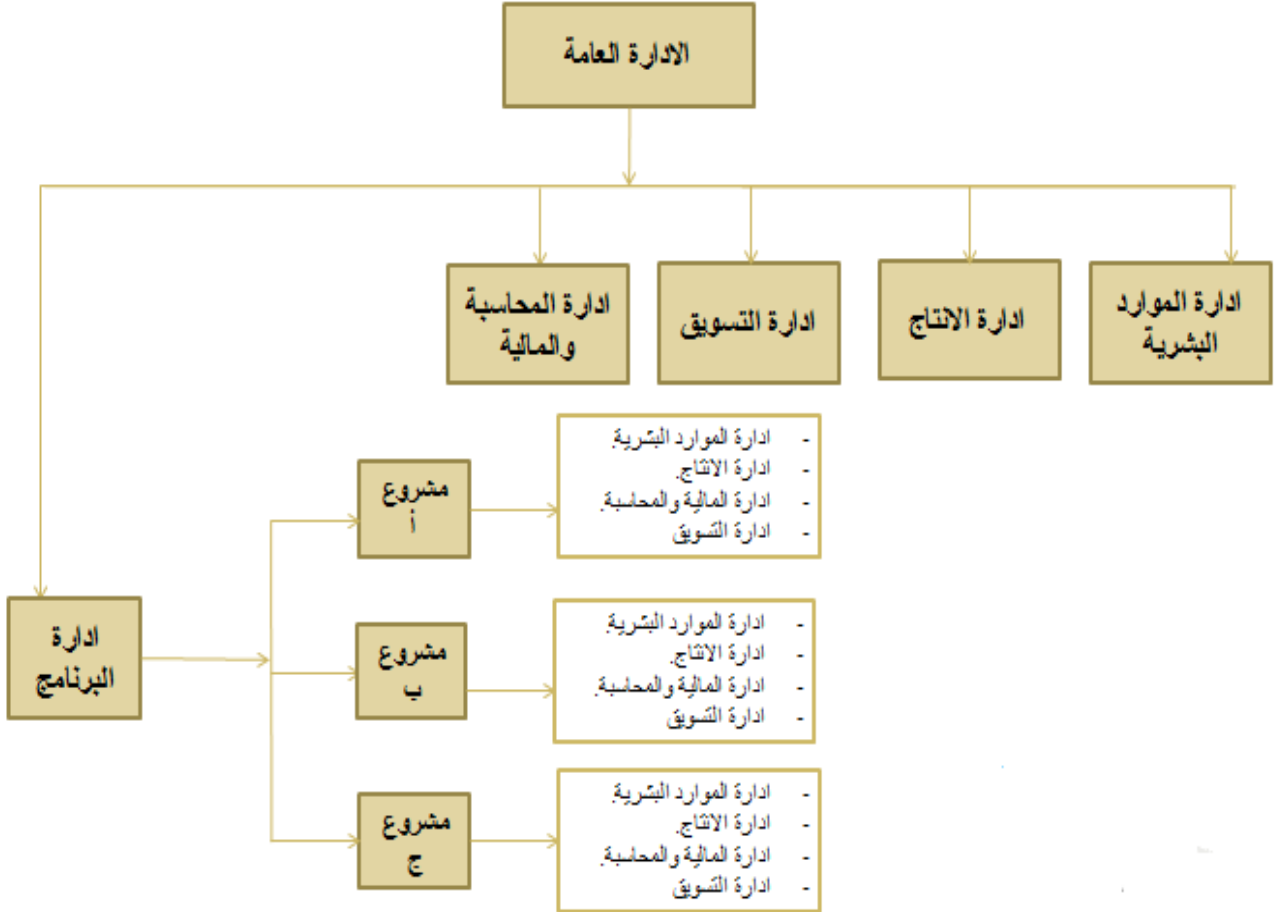 الادارة العامة
ادارة الموارد
البشرية
ادارة الانتاج
ادارة التسويق
ادارة المحاسبة
والمالية
ادارة
البرنامج
مشروع
أ
- ادارة الموارد البشرية.
- ادارة الانتاج.
- ادارة المالية والمحاسبة.
- ادارة التسويق
مشروع
ب
- ادارة الموارد البشرية.
- ادارة الانتاج.
- ادارة المالية والمحاسبة.
- ادارة التسويق
مشروع
ج
- ادارة الموارد البشرية.
- ادارة الانتاج.
- ادارة المالية والمحاسبة.
- ادارة التسويق